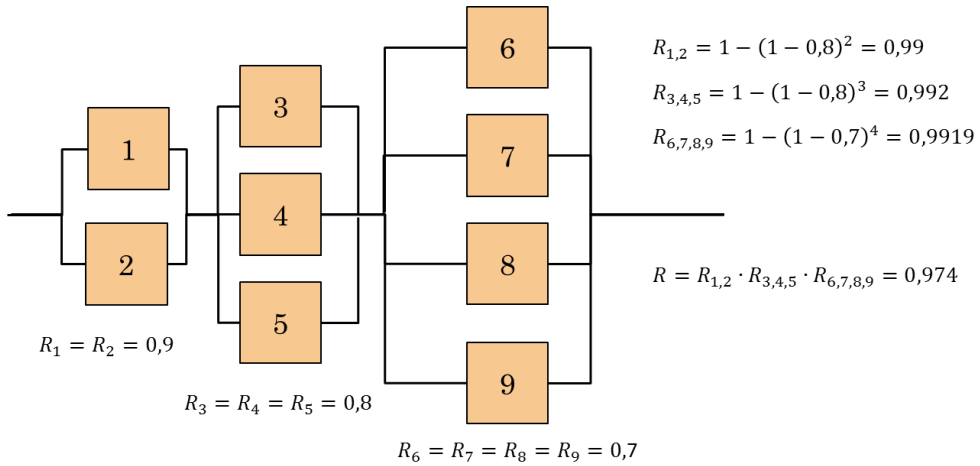 1
2
R₁ = R₂ = 0,9
3
4
5
R₃ = R₄ = R₅ = 0,8
6
7
8
9
R₆ = R₇ = R₈ = R₉ = 0,7
R₁,₂ = 1 − (1 − 0,8)² = 0,99
R₃,₄,₅ = 1 − (1 − 0,8)³ = 0,992
R₆,₇,₈,₉ = 1 − (1 − 0,7)⁴ = 0,9919
R = R₁,₂ · R₃,₄,₅ · R₆,₇,₈,₉ = 0,974